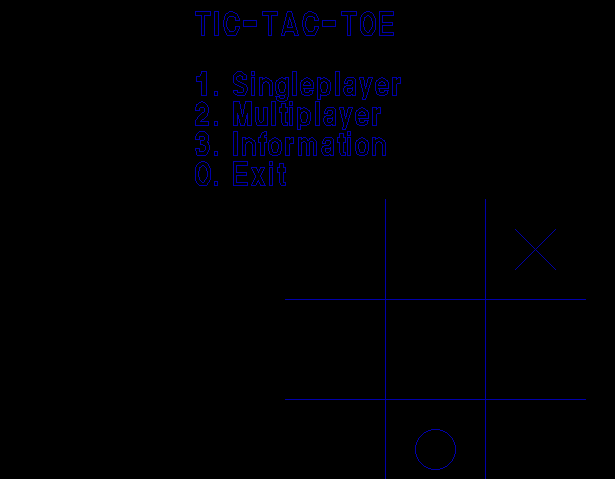 TIC-TAC-TOE
1. Singleplayer
2. Multiplayer
3. Information
0. Exit